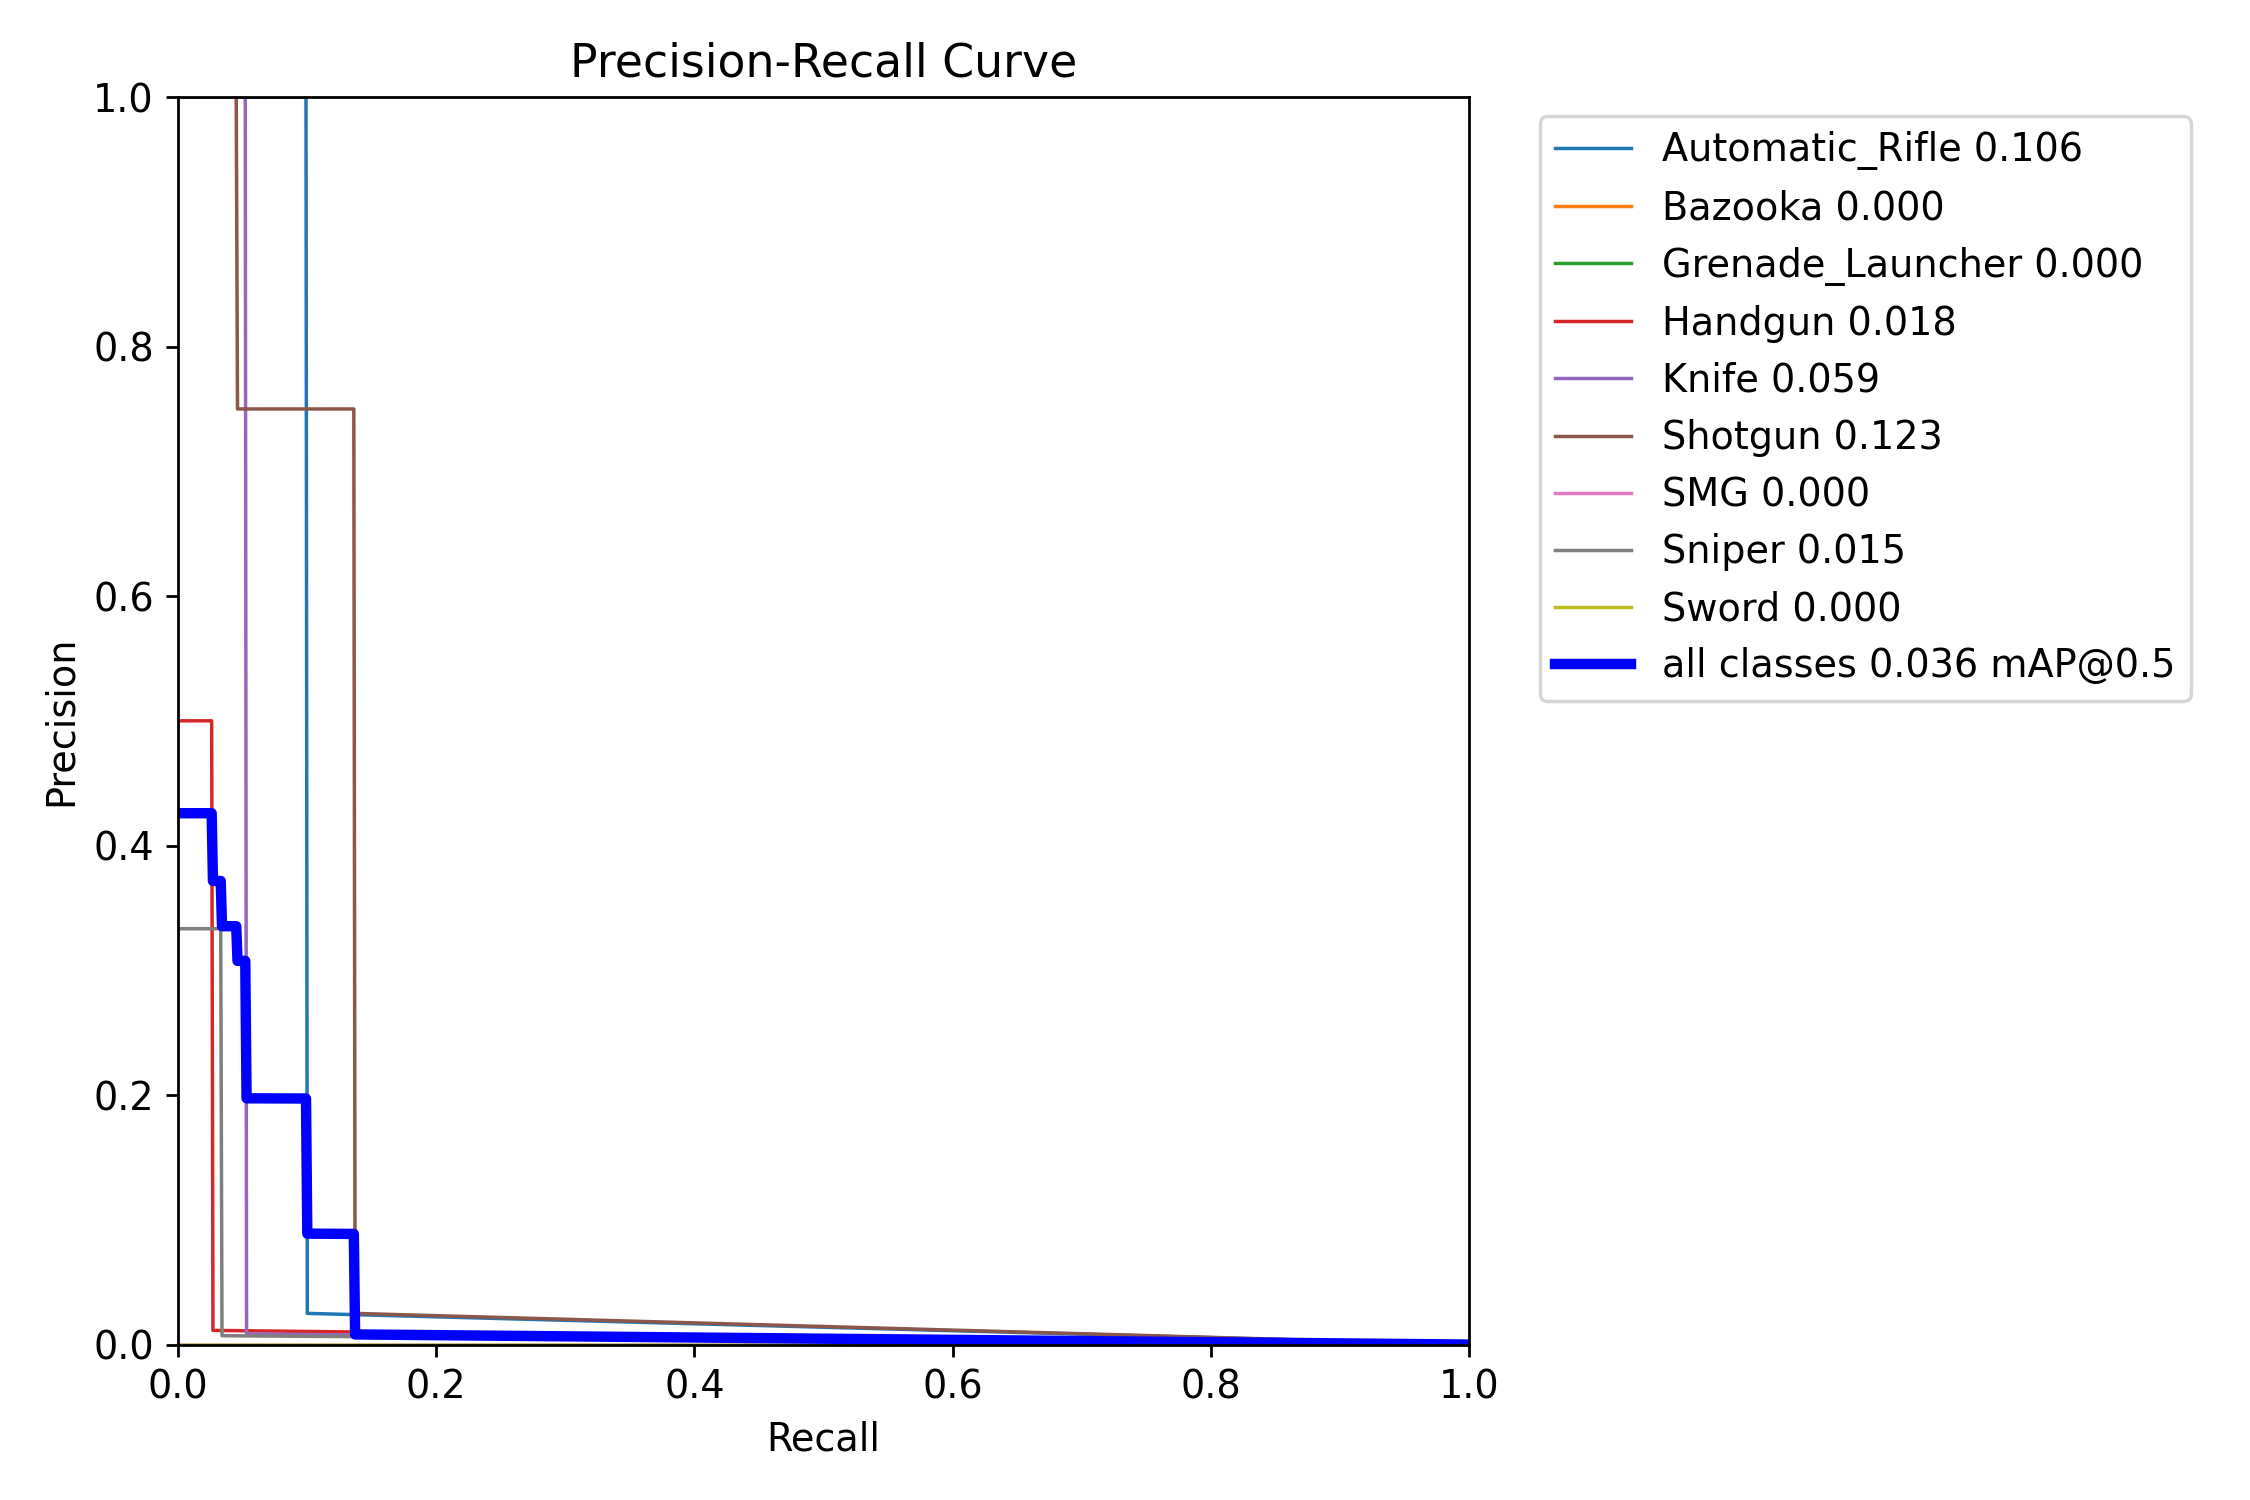 Precision-Recall Curve
1.0
0.8
0.6
0.4
0.2
0.0
Precision
0.0 0.2 0.4 0.6 0.8 1.0
Recall
Automatic_Rifle 0.106
Bazooka 0.000
Grenade_Launcher 0.000
Handgun 0.018
Knife 0.059
Shotgun 0.123
SMG 0.000
Sniper 0.015
Sword 0.000
all classes 0.036 mAP@0.5